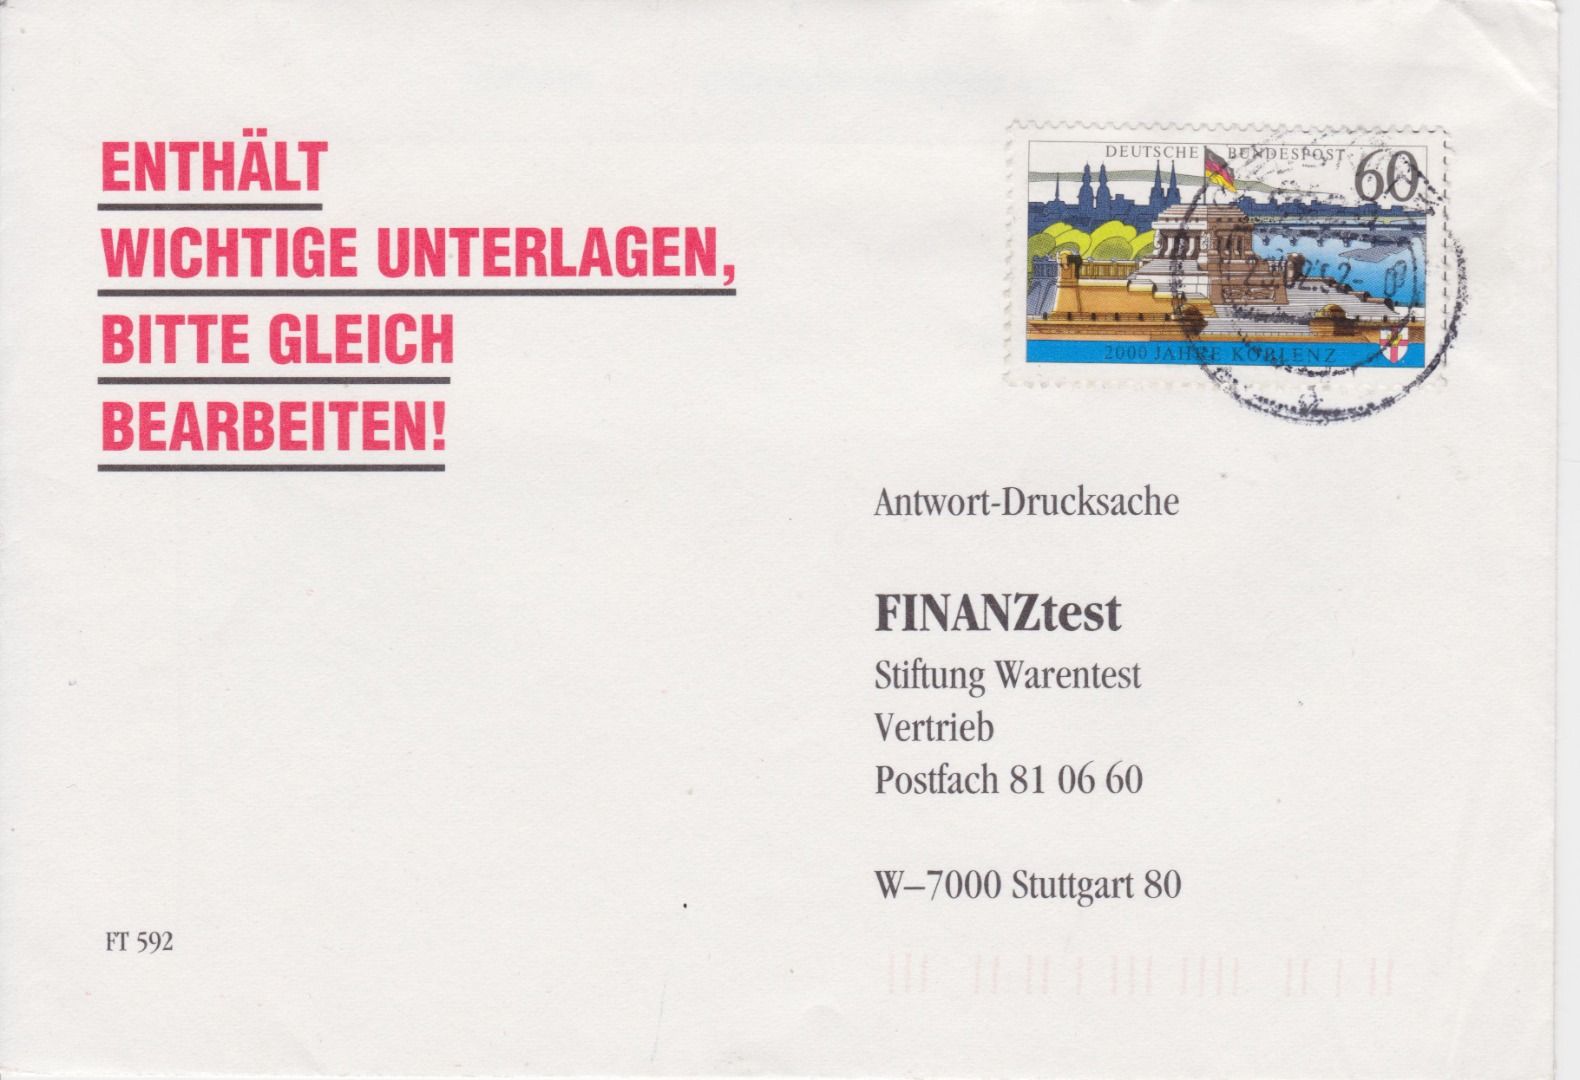 ENTHÄLT
WICHTIGE UNTERLAGEN,
BITTE GLEICH
BEARBEITEN!
DEUTSCHE BUNDESPOST
60
2000 JAHRE KOBLENZ
Antwort-Drucksache
FINANZtest
Stiftung Warentest
Vertrieb
Postfach 81 06 60
W–7000 Stuttgart 80
FT 592